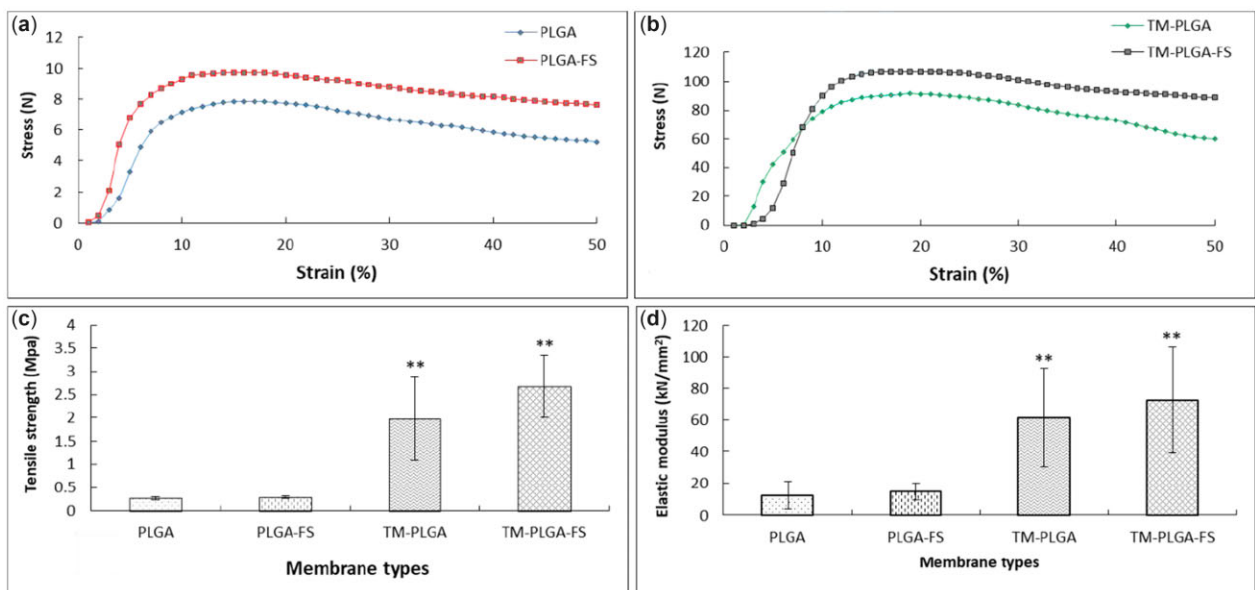 (a)
PLGA
PLGA-FS
Stress (N)
12
10
8
6
4
2
0
0 10 20 30 40 50
Strain (%)
(b)
TM-PLGA
TM-PLGA-FS
Stress (N)
120
100
80
60
40
20
0
0 10 20 30 40 50
Strain (%)
(c)
Tensile strength (Mpa)
4
3.5
3
2.5
2
1.5
1
0.5
0
** **
PLGA PLGA-FS TM-PLGA TM-PLGA-FS
Membrane types
(d)
Elastic modulus (kN/mm²)
120
100
80
60
40
20
0
** **
PLGA PLGA-FS TM-PLGA TM-PLGA-FS
Membrane types